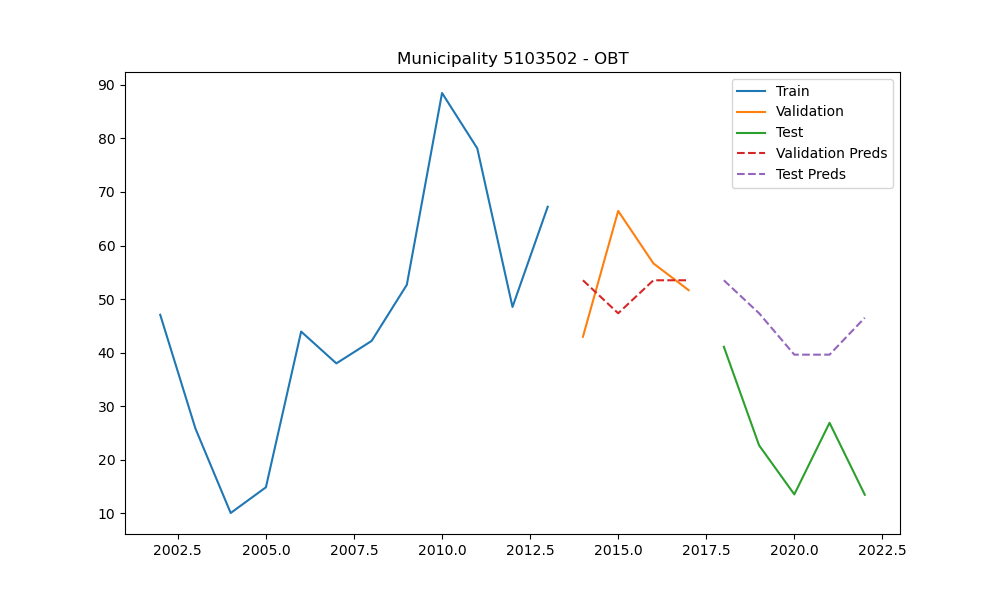 Municipality 5103502 - OBT
90
80
70
60
50
40
30
20
10
Train
Validation
Test
Validation Preds
Test Preds
2002.5 2005.0 2007.5 2010.0 2012.5 2015.0 2017.5 2020.0 2022.5